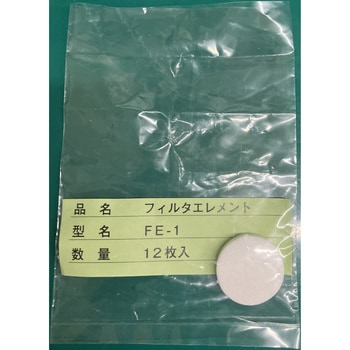 品 名 フィルタエレメント
型 名 FE-1
数 量 12枚入